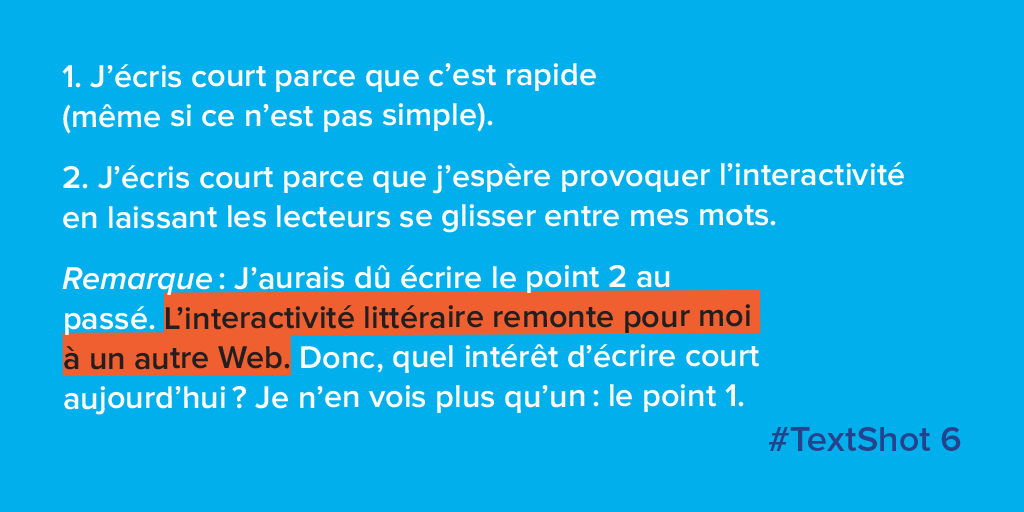 1. J’écris court parce que c’est rapide
(même si ce n’est pas simple).
2. J’écris court parce que j’espère provoquer l’interactivité
en laissant les lecteurs se glisser entre mes mots.
Remarque : J’aurais dû écrire le point 2 au
passé. L’interactivité littéraire remonte pour moi
à un autre Web. Donc, quel intérêt d’écrire court
aujourd’hui ? Je n’en vois plus qu’un : le point 1.
#TextShot 6